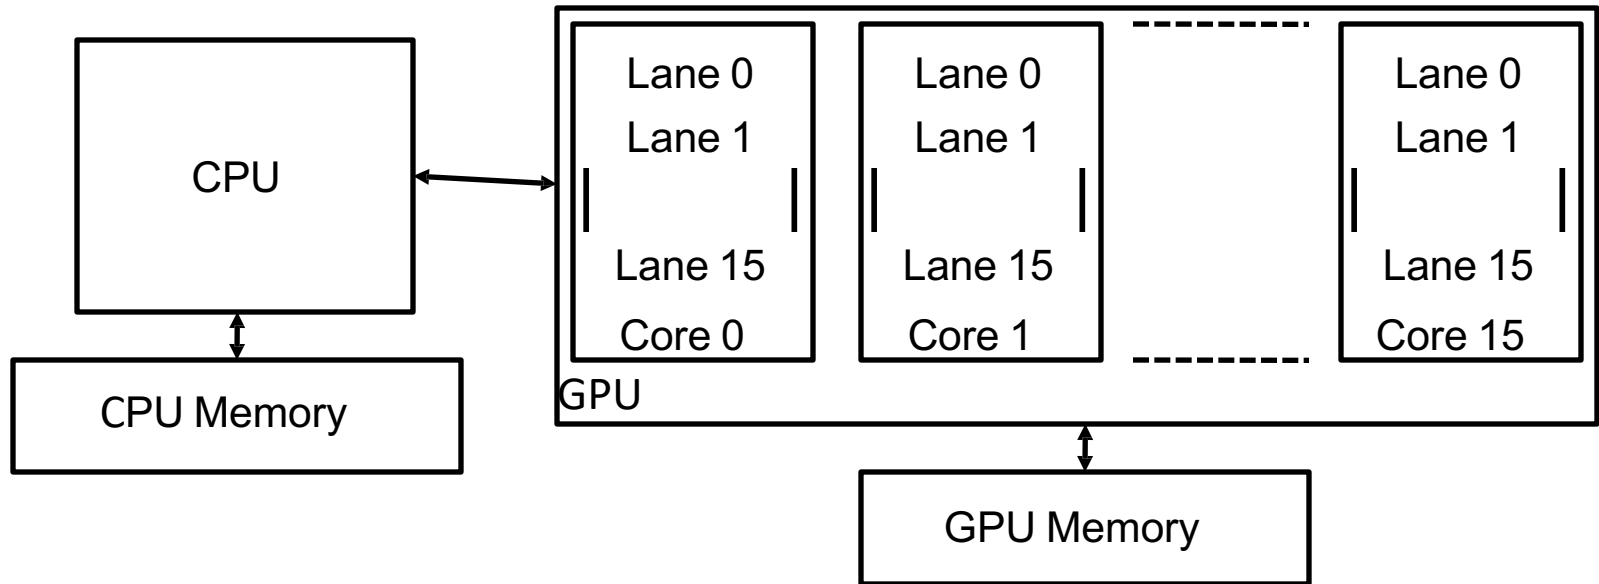 CPU
CPU Memory
Lane 0
Lane 1
Lane 15
Core 0
Lane 0
Lane 1
Lane 15
Core 1
Lane 0
Lane 1
Lane 15
Core 15
GPU
GPU Memory